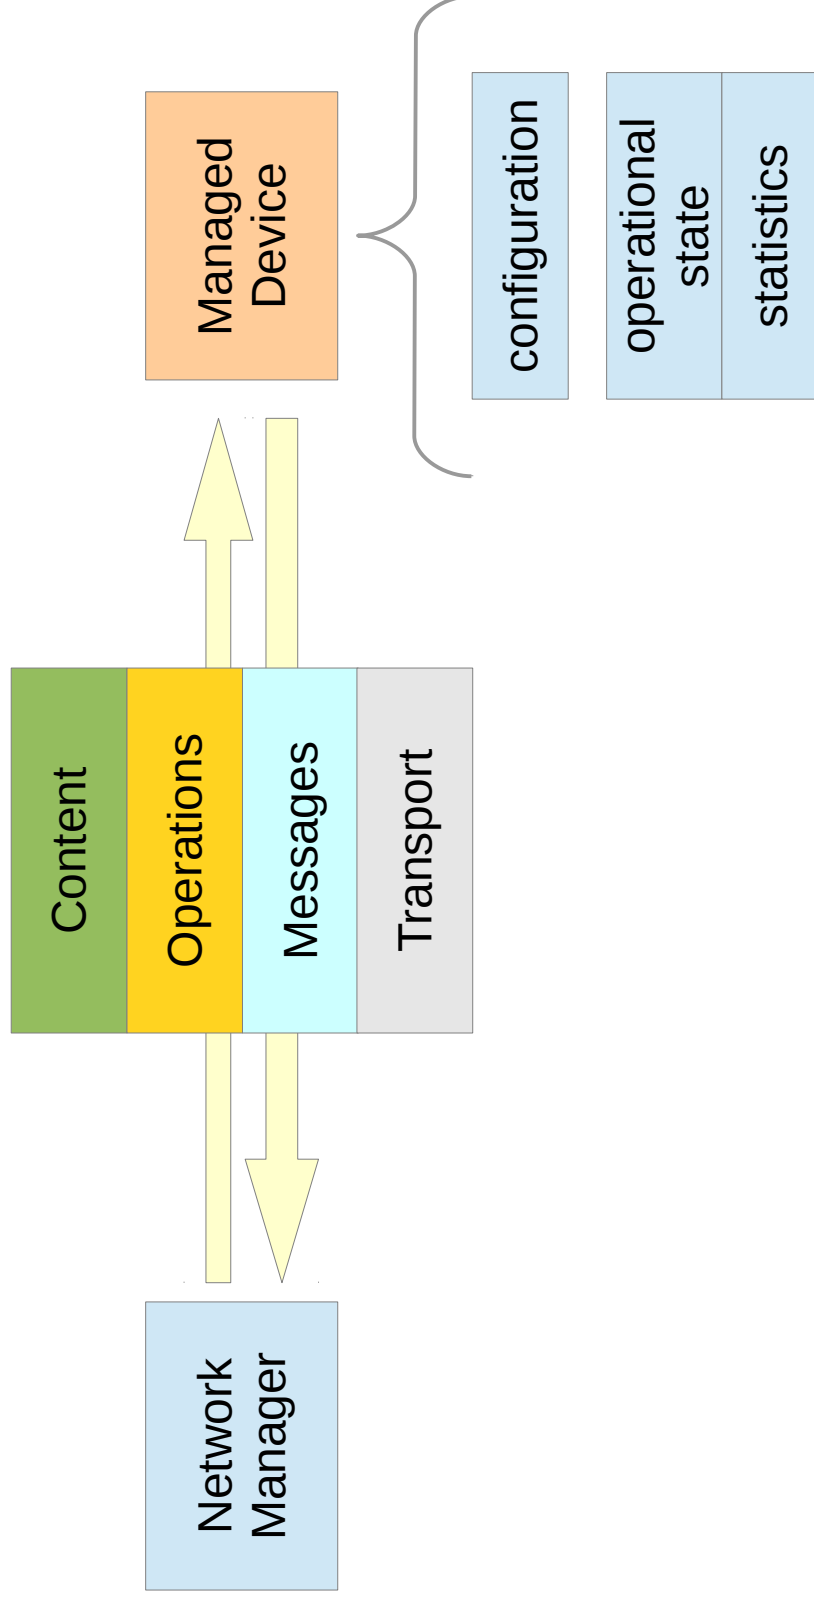 Network
Manager
Content
Operations
Messages
Transport
Managed
Device
configuration
operational
state
statistics